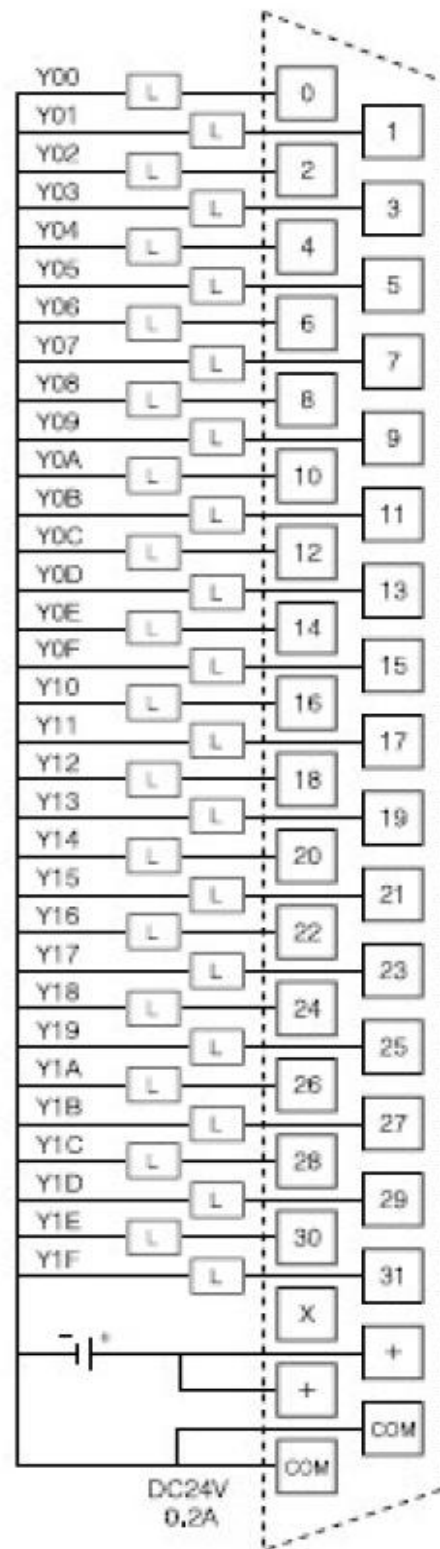 Y00 L 0
Y01 L 1
Y02 L 2
Y03 L 3
Y04 L 4
Y05 L 5
Y06 L 6
Y07 L 7
Y08 L 8
Y09 L 9
Y0A L 10
Y0B L 11
Y0C L 12
Y0D L 13
Y0E L 14
Y0F L 15
Y10 L 16
Y11 L 17
Y12 L 18
Y13 L 19
Y14 L 20
Y15 L 21
Y16 L 22
Y17 L 23
Y18 L 24
Y19 L 25
Y1A L 26
Y1B L 27
Y1C L 28
Y1D L 29
Y1E L 30
Y1F L 31
X
- + +
+
COM
COM
DC24V
0.2A